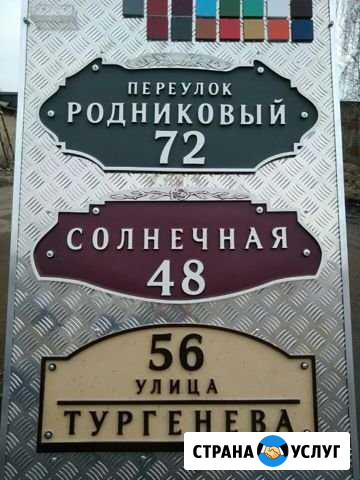 ПЕРЕУЛОК
РОДНИКОВЫЙ
72
СОЛНЕЧНАЯ
48
56
УЛИЦА
ТУРГЕНЕВА
СТРАНА УСЛУГ